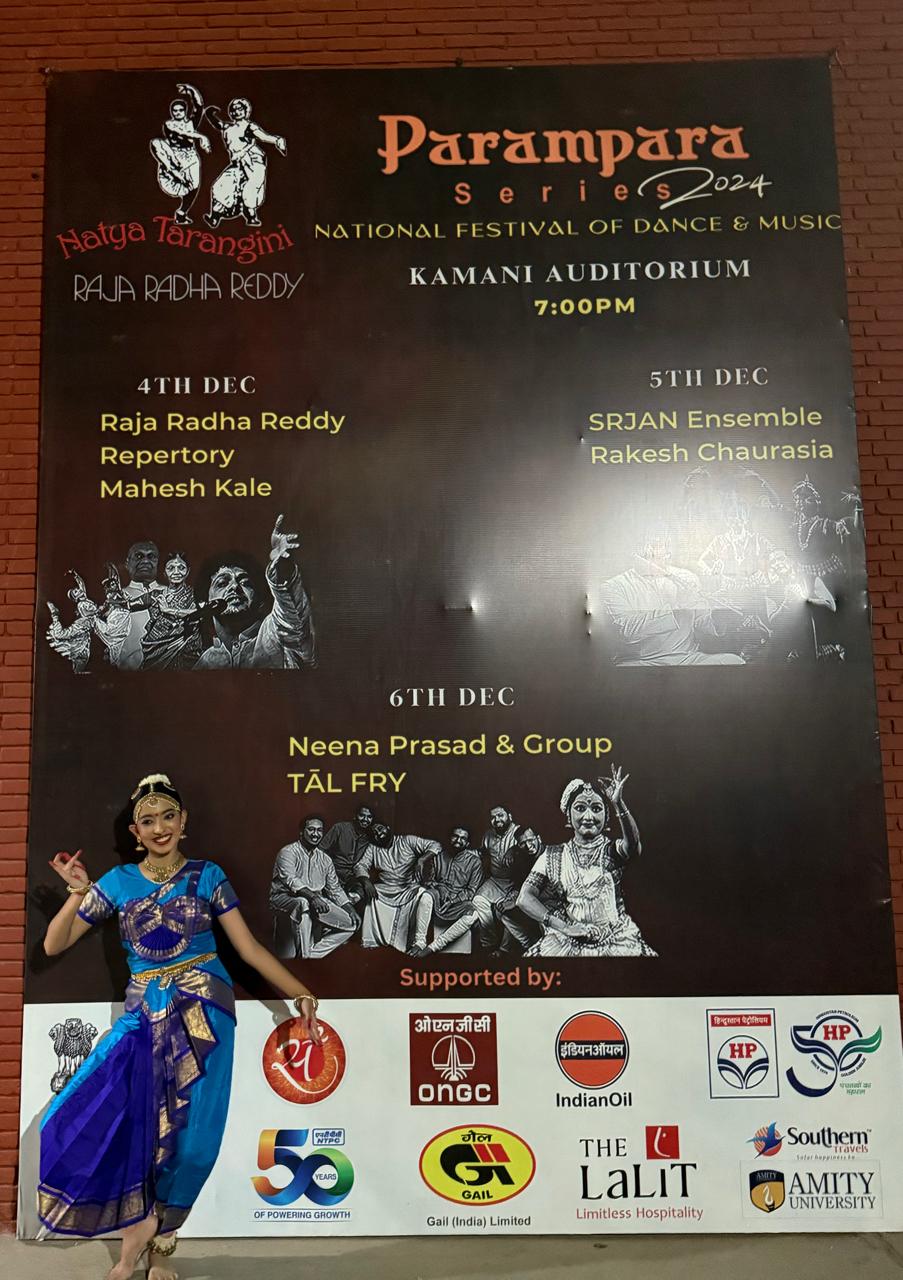 Natya Tarangini
RAJA RADHA REDDY
Parampara
Series 2024
NATIONAL FESTIVAL OF DANCE & MUSIC
KAMANI AUDITORIUM
7:00PM
4TH DEC
Raja Radha Reddy
Repertory
Mahesh Kale
5TH DEC
SRJAN Ensemble
Rakesh Chaurasia
6TH DEC
Neena Prasad & Group
TĀL FRY
Supported by:
ओएनजीसी
ONGC
इंडियनऑयल
IndianOil
हिन्दुस्तान पेट्रोलियम
HP
HP
एनटीपीसी
NTPC
50
YEARS
OF POWERING GROWTH
गेल
GAIL
Gail (India) Limited
THE
LaLiT
Limitless Hospitality
Southern
Travels
AMITY
AMITY
UNIVERSITY